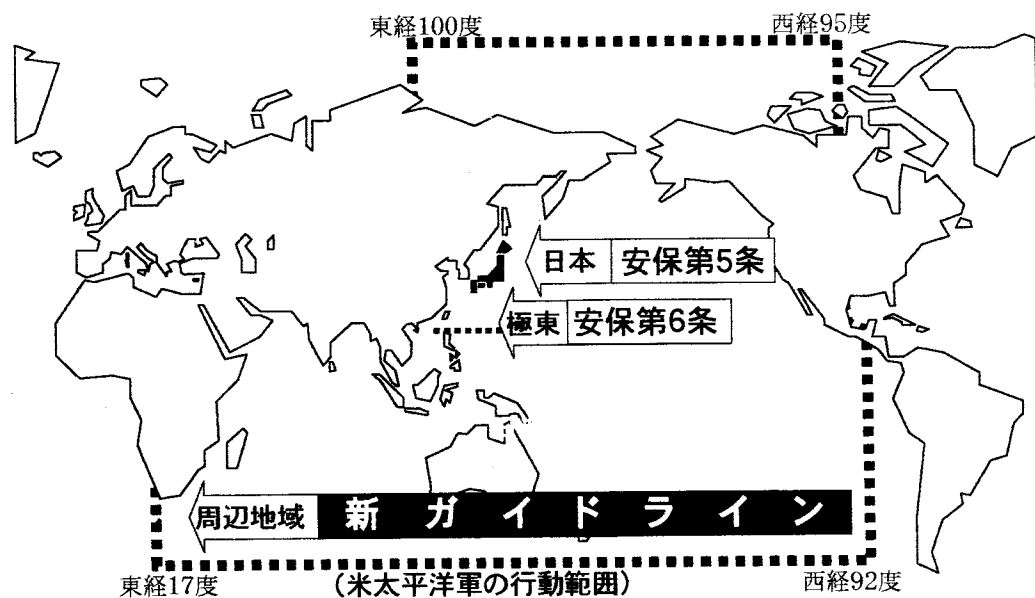 東経100度
西経95度
日本 安保第5条
極東 安保第6条
周辺地域 新ガイドライン
東経17度
(米太平洋軍の行動範囲)
西経92度